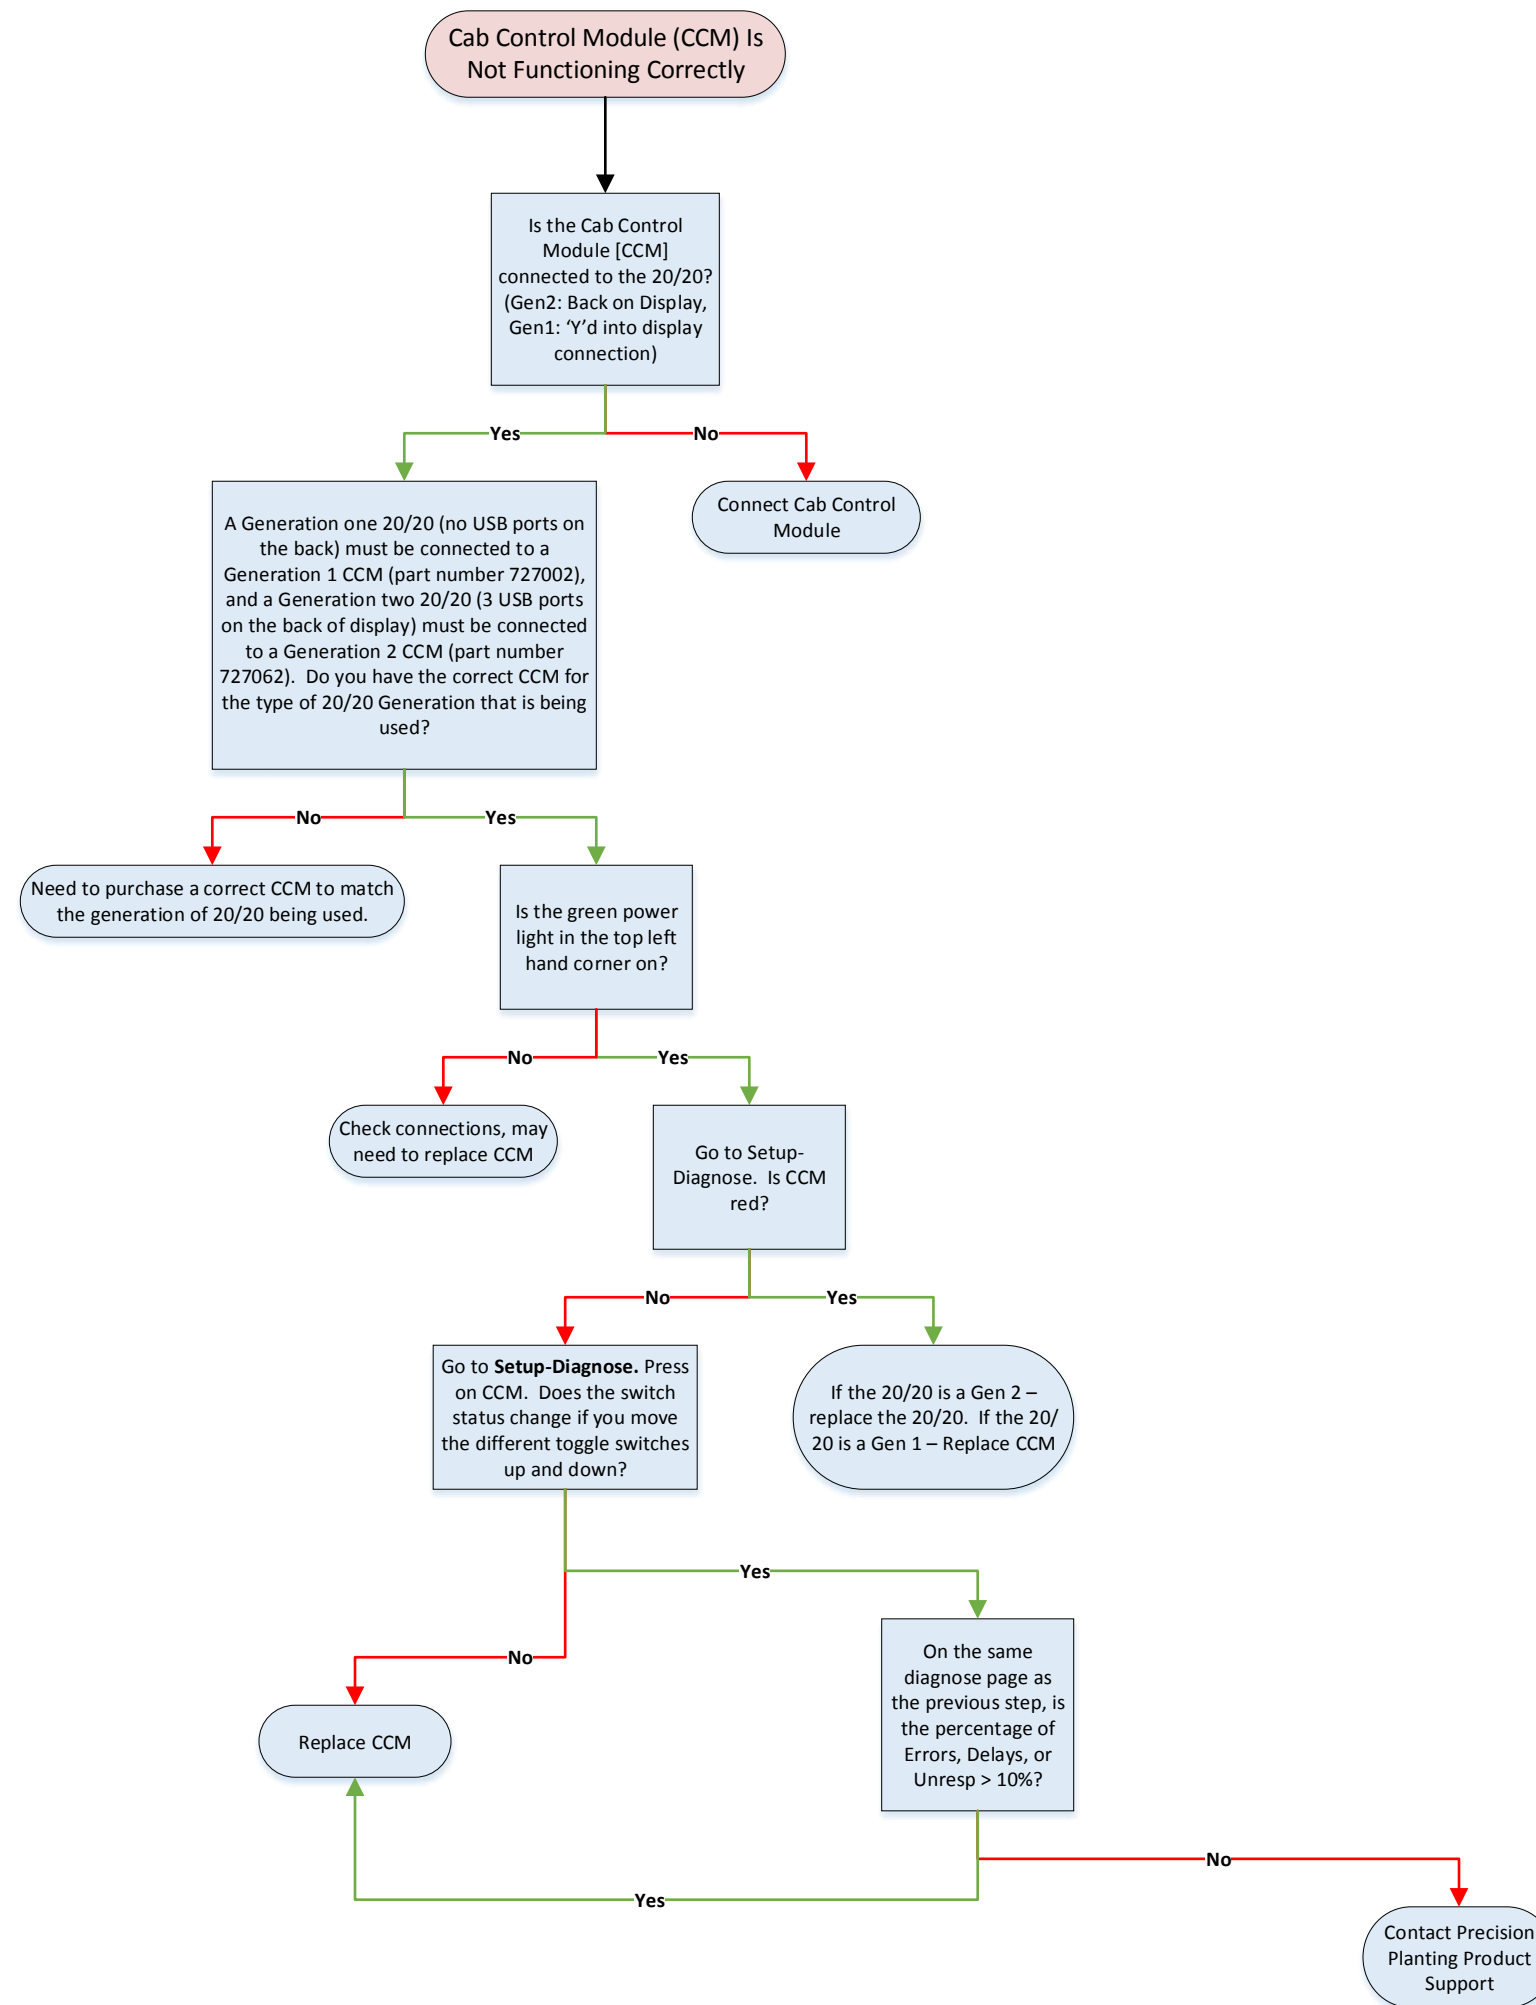 Cab Control Module (CCM) Is
Not Functioning Correctly
Is the Cab Control
Module [CCM]
connected to the 20/20?
(Gen2: Back on Display,
Gen1: ‘Y’d into display
connection)
Yes
No
A Generation one 20/20 (no USB ports on
the back) must be connected to a
Generation 1 CCM (part number 727002),
and a Generation two 20/20 (3 USB ports
on the back of display) must be connected
to a Generation 2 CCM (part number
727062).  Do you have the correct CCM for
the type of 20/20 Generation that is being
used?
Connect Cab Control
Module
No
Yes
Need to purchase a correct CCM to match
the generation of 20/20 being used.
Is the green power
light in the top left
hand corner on?
No
Yes
Check connections, may
need to replace CCM
Go to Setup-
Diagnose.  Is CCM
red?
No
Yes
Go to Setup-Diagnose. Press
on CCM.  Does the switch
status change if you move
the different toggle switches
up and down?
If the 20/20 is a Gen 2 –
replace the 20/20.  If the 20/
20 is a Gen 1 – Replace CCM
Yes
No
On the same
diagnose page as
the previous step, is
the percentage of
Errors, Delays, or
Unresp > 10%?
Replace CCM
No
Yes
Contact Precision
Planting Product
Support